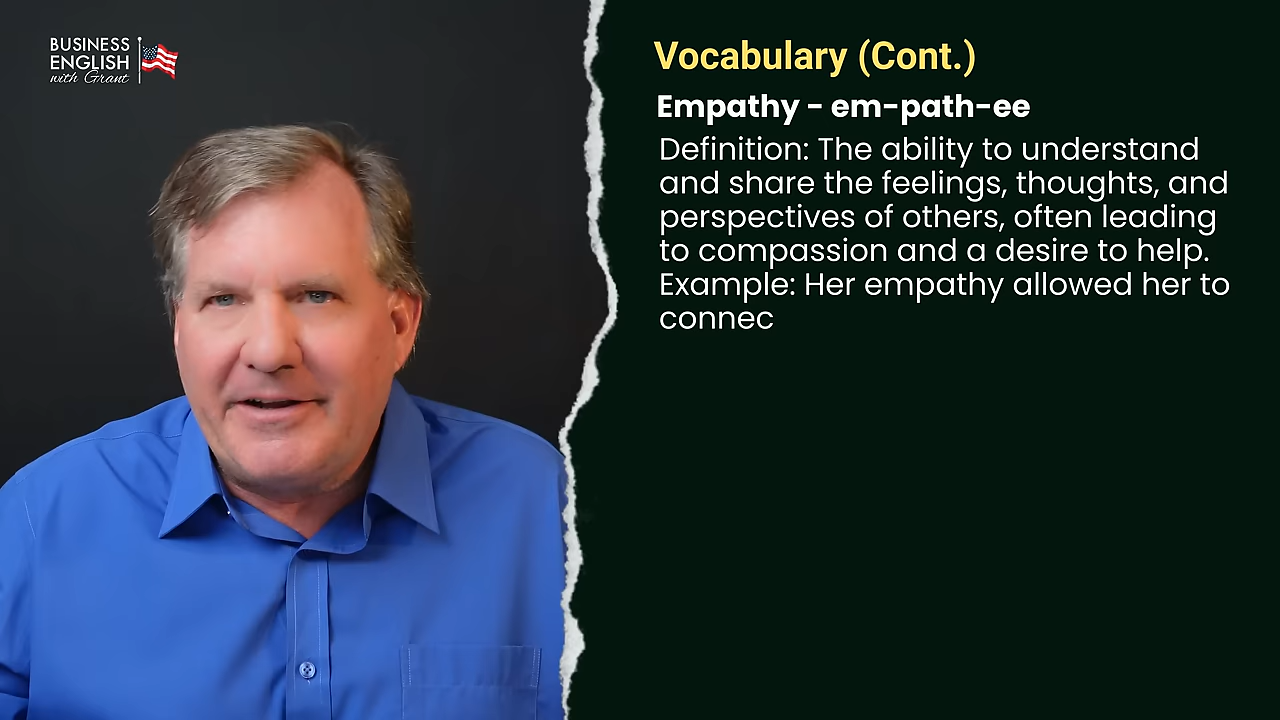 BUSINESS
ENGLISH
with Grant
Vocabulary (Cont.)
Empathy - em-path-ee
Definition: The ability to understand
and share the feelings, thoughts, and
perspectives of others, often leading
to compassion and a desire to help.
Example: Her empathy allowed her to
connec